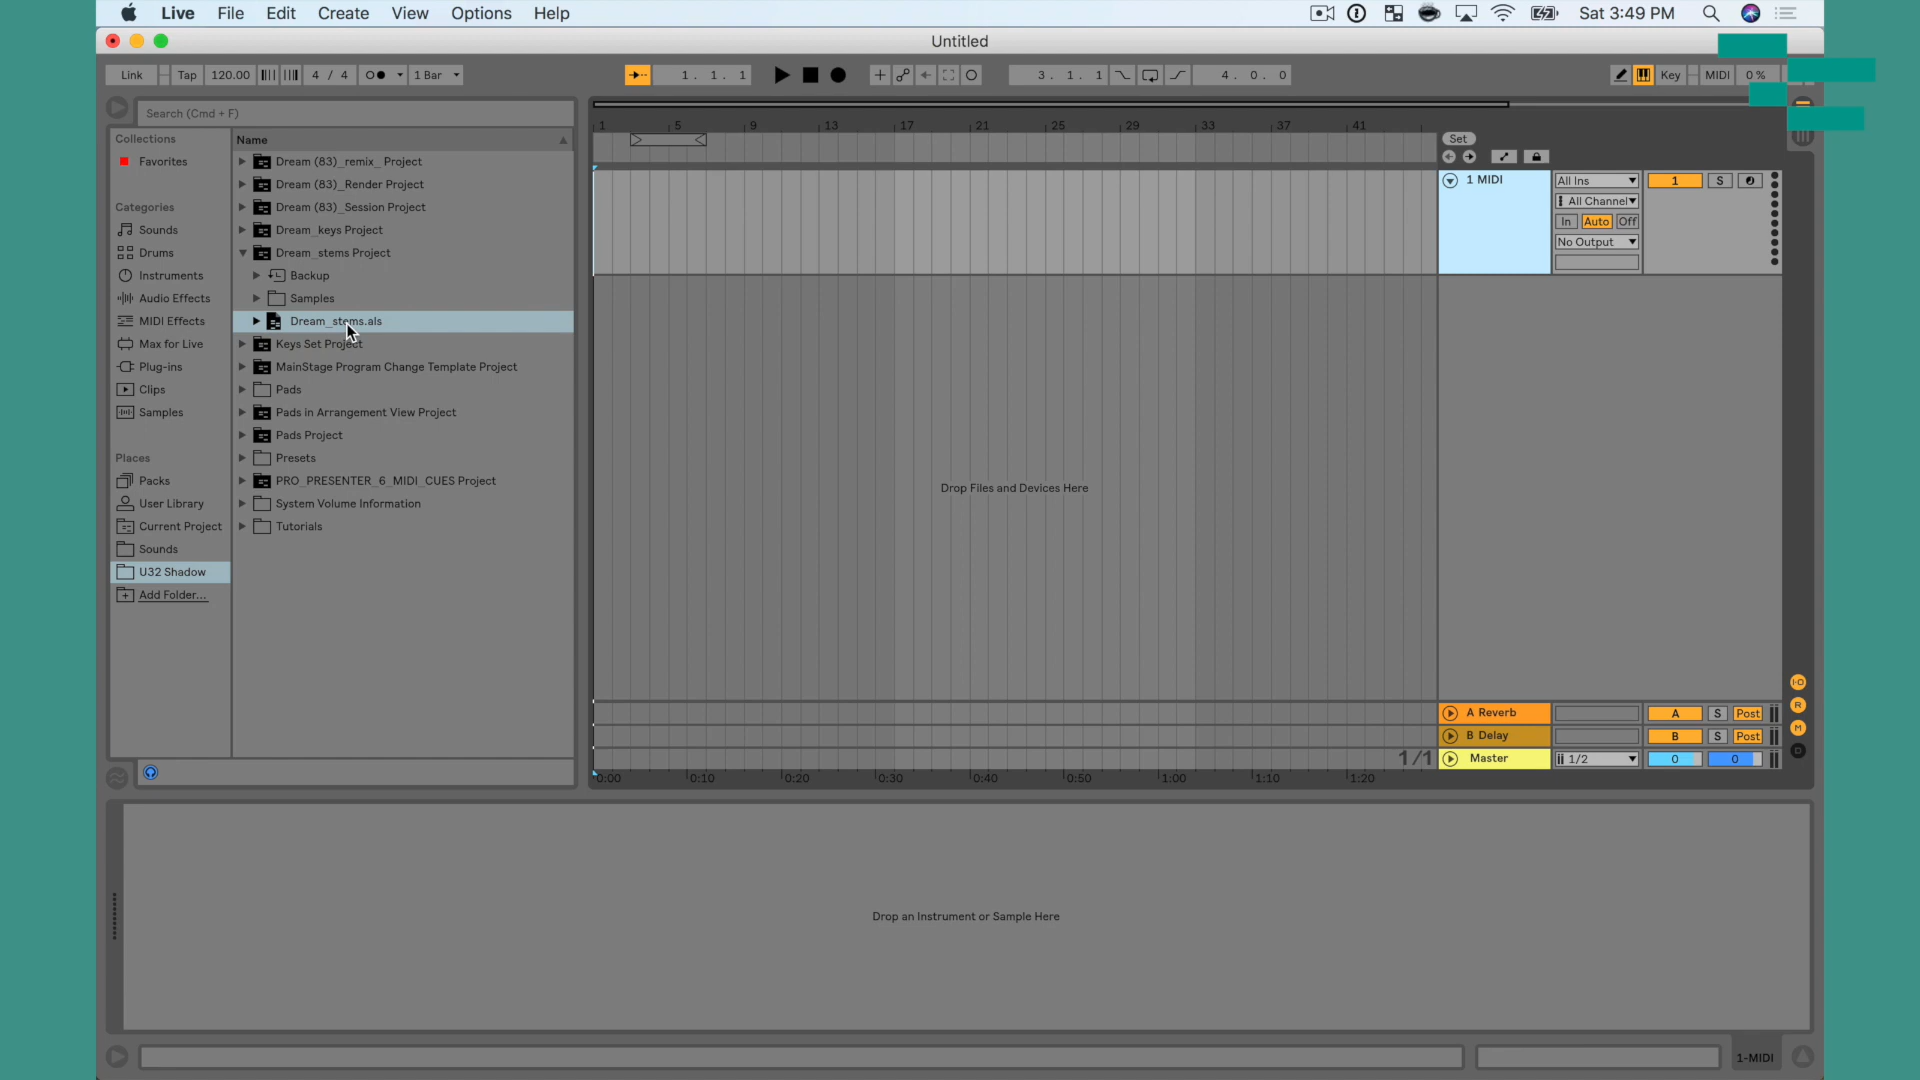 Live File Edit Create View Options Help Sat 3:49 PM
Untitled
Link Tap 120.00 4 / 4 1 Bar 1. 1. 1 3. 1. 1 4. 0. 0 Key MIDI 0 %
Search (Cmd + F)
Collections
Favorites
Categories
Sounds
Drums
Instruments
Audio Effects
MIDI Effects
Max for Live
Plug-ins
Clips
Samples
Places
Packs
User Library
Current Project
Sounds
U32 Shadow
Add Folder...
Name
Dream (83)_remix_ Project
Dream (83)_Render Project
Dream (83)_Session Project
Dream_keys Project
Dream_stems Project
Backup
Samples
Dream_stems.als
Keys Set Project
MainStage Program Change Template Project
Pads
Pads in Arrangement View Project
Pads Project
Presets
PRO_PRESENTER_6_MIDI_CUES Project
System Volume Information
Tutorials
1 5 9 13 17 21 25 29 33 37 41
Set
1 MIDI All Ins 1 S
All Channel
In Auto Off
No Output
Drop Files and Devices Here
A Reverb A S Post
B Delay B S Post
1/1 Master 1/2 0 0
0:00 0:10 0:20 0:30 0:40 0:50 1:00 1:10 1:20
I·O
R
M
D
Drop an Instrument or Sample Here
1-MIDI